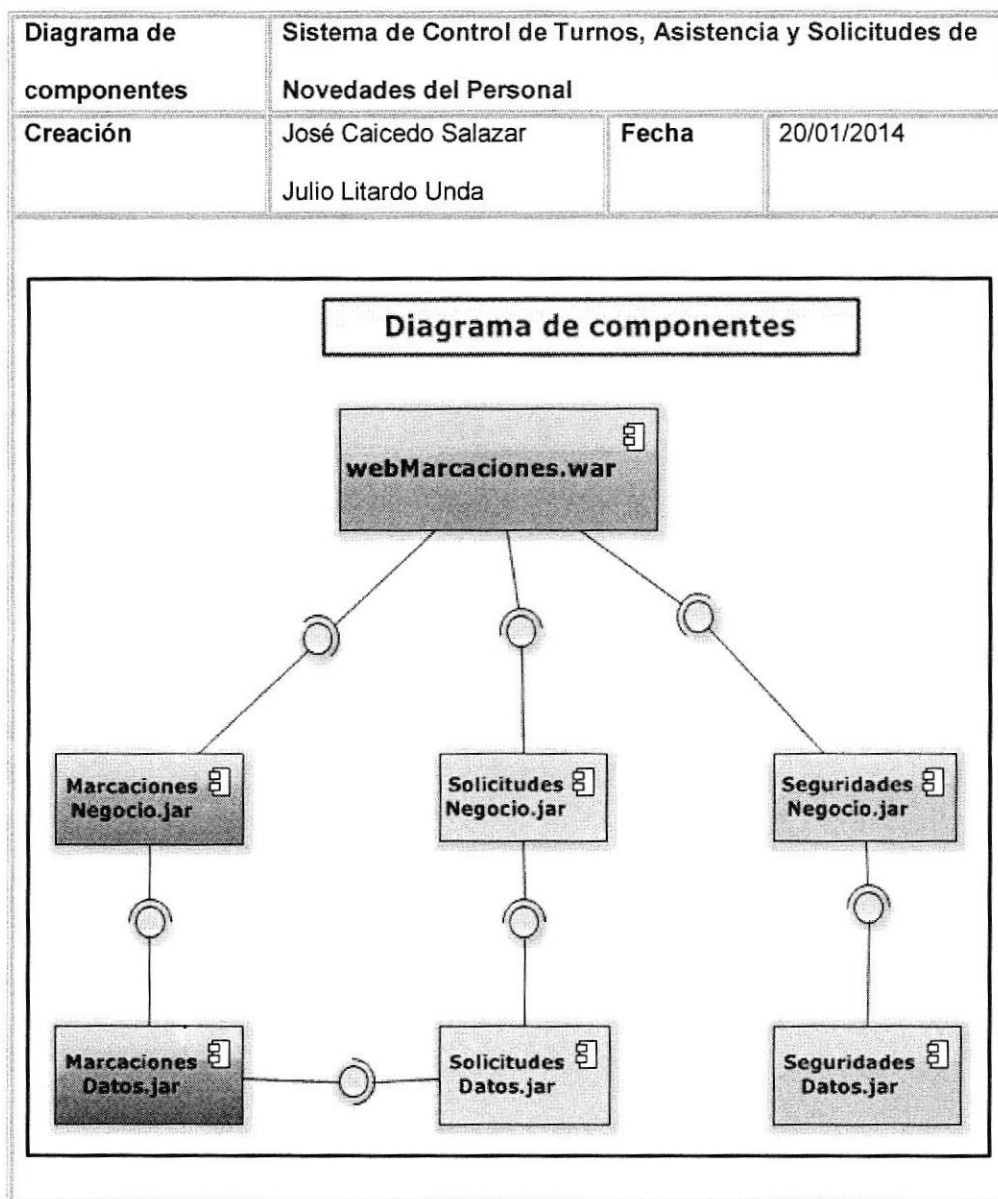 Diagrama de
componentes
Sistema de Control de Turnos, Asistencia y Solicitudes de
Novedades del Personal
Creación
José Caicedo Salazar
Julio Litardo Unda
Fecha
20/01/2014
Diagrama de componentes
webMarcaciones.war
Marcaciones
Negocio.jar
Solicitudes
Negocio.jar
Seguridades
Negocio.jar
Marcaciones
Datos.jar
Solicitudes
Datos.jar
Seguridades
Datos.jar